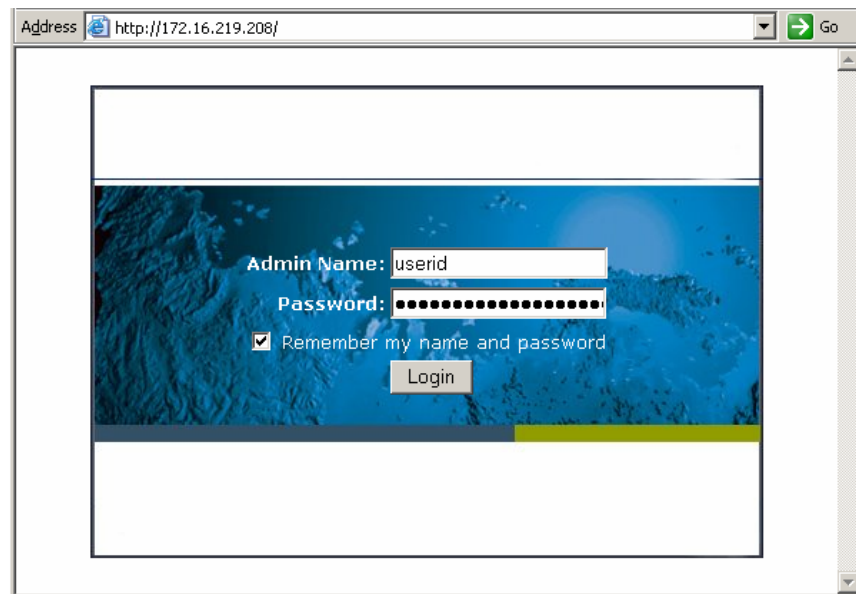 Address http://172.16.219.208/ Go
Admin Name: userid
Password: ●●●●●●●●●●●●●●●●●●●
Remember my name and password
Login